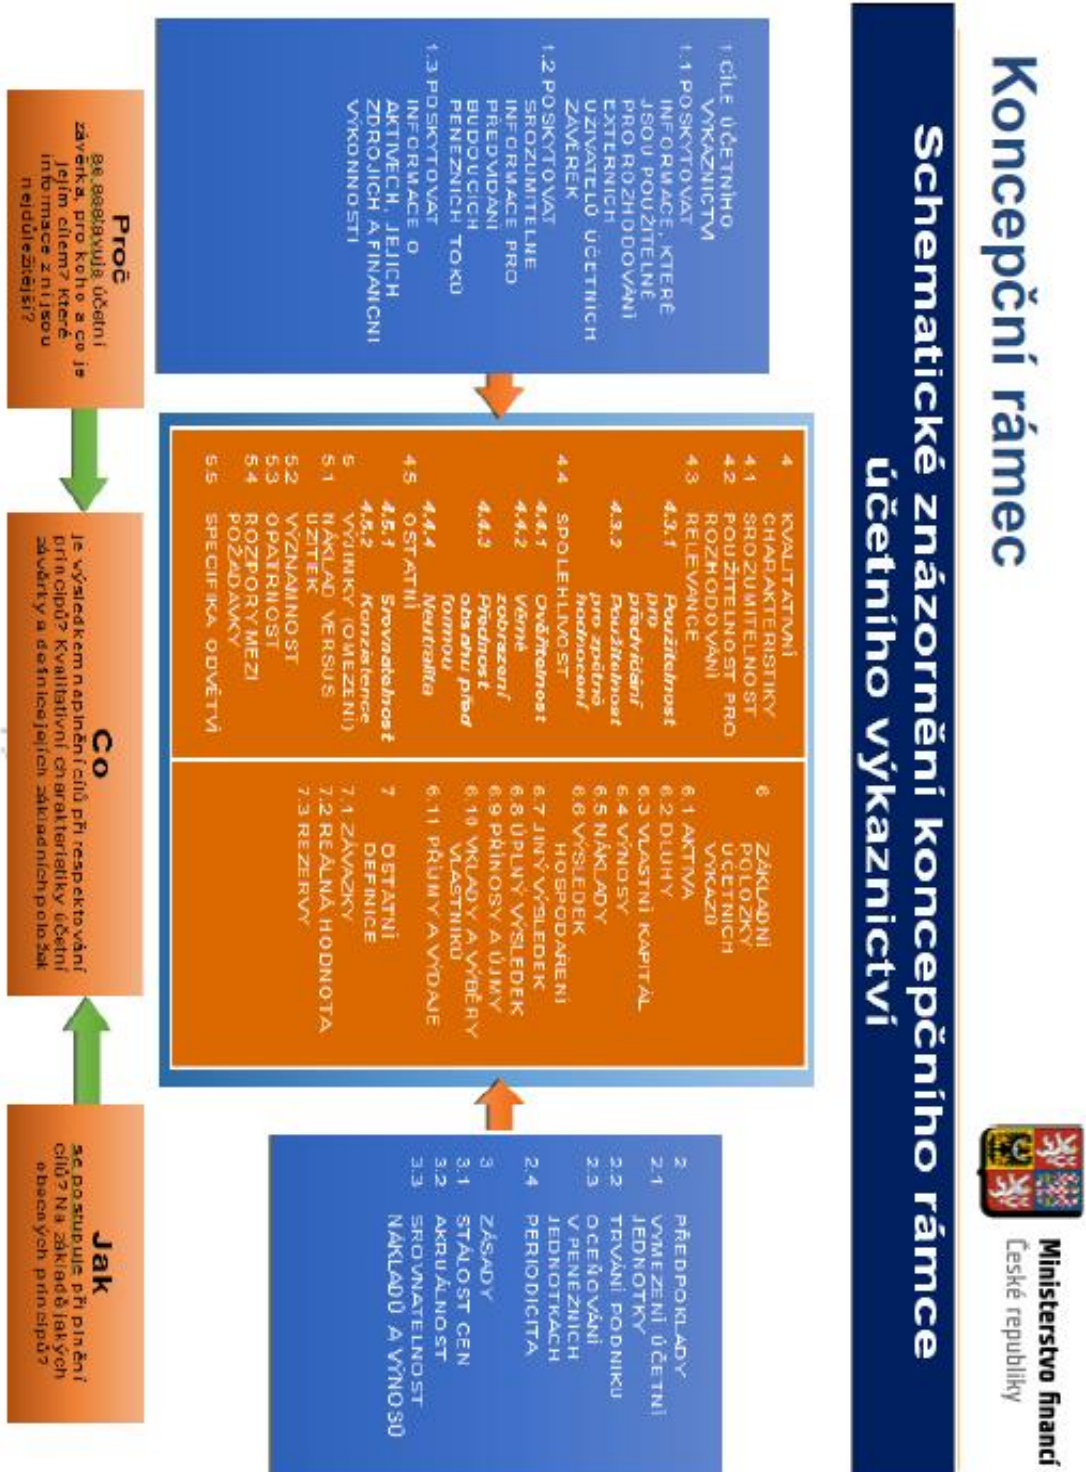 Koncepční rámec
Ministerstvo financí
České republiky
Schematické znázornění koncepčního rámce
účetního výkaznictví
1 CÍLE ÚČETNÍHO
VÝKAZNICTVÍ
1.1 POSKYTOVAT
INFORMACE, KTERÉ
JSOU POUŽITELNÉ
PRO ROZHODOVÁNÍ
EXTERNÍCH
UŽIVATELŮ ÚČETNÍCH
ZÁVĚREK
1.2 POSKYTOVAT
SROZUMITELNÉ
INFORMACE PRO
PŘEDVÍDÁNÍ
BUDOUCÍCH
PENĚŽNÍCH TOKŮ
1.3 POSKYTOVAT
INFORMACE O
AKTIVECH, JEJICH
ZDROJÍCH A FINANČNÍ
VÝKONNOSTI
4 KVALITATIVNÍ
CHARAKTERISTIKY
4.1 SROZUMITELNOST
4.2 POUŽITELNOST PRO
ROZHODOVÁNÍ
4.3 RELEVANCE
4.3.1 Použitelnost
pro
předvídání
4.3.2 Použitelnost
pro zpětné
hodnocení
4.4 SPOLEHLIVOST
4.4.1 Ověřitelnost
4.4.2 Věrné
zobrazení
4.4.3 Přednost
obsahu před
formou
4.4.4 Neutralita
4.5 OSTATNÍ
4.5.1 Srovnatelnost
4.5.2 Konzistence
5 VÝJIMKY (OMEZENÍ)
5.1 NÁKLAD VERSUS
UŽITEK
5.2 VÝZNAMNOST
5.3 OPATRNOST
5.4 ROZPORY MEZI
POŽADAVKY
5.5 SPECIFIKA ODVĚTVÍ
6 ZÁKLADNÍ
POLOŽKY
ÚČETNÍCH
VÝKAZŮ
6.1 AKTIVA
6.2 DLUHY
6.3 VLASTNÍ KAPITÁL
6.4 VÝNOSY
6.5 NÁKLADY
6.6 VÝSLEDEK
HOSPODAŘENÍ
6.7 JINÝ VÝSLEDEK
6.8 ÚPLNÝ VÝSLEDEK
6.9 PŘÍNOSY A ÚJMY
6.10 VKLADY A VÝBĚRY
VLASTNÍKŮ
6.11 PŘÍJMY A VÝDAJE
7 OSTATNÍ
DEFINICE
7.1 ZÁVAZKY
7.2 REÁLNÁ HODNOTA
7.3 REZERVY
2 PŘEDPOKLADY
2.1 VYMEZENÍ ÚČETNÍ
JEDNOTKY
2.2 TRVÁNÍ PODNIKU
2.3 OCEŇOVÁNÍ
V PENĚŽNÍCH
JEDNOTKÁCH
2.4 PERIODICITA
3 ZÁSADY
3.1 STÁLOST CEN
3.2 AKRUÁLNOST
3.3 SROVNATELNOST
NÁKLADŮ A VÝNOSŮ
Proč
se sestavuje účetní
závěrka, pro koho a co je
jejím cílem? Které
informace z ní jsou
nejdůležitější?
Co
je výsledkem naplnění cílů při respektování
principů? Kvalitativní charakteristiky účetní
závěrky a definice jejích základních položek
Jak
se postupuje při plnění
cílů? Na základě jakých
obecných principů?